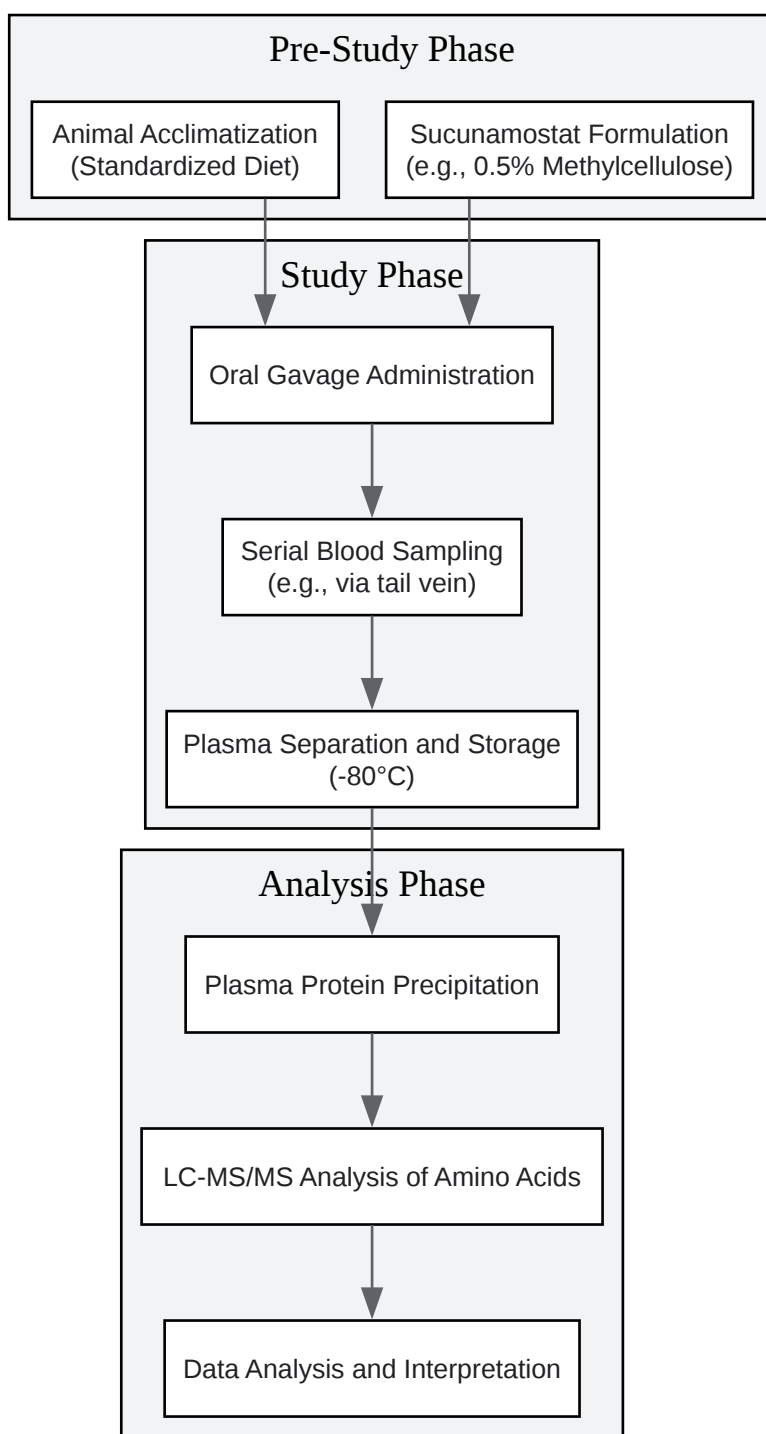 Pre-Study Phase
Animal Acclimatization
(Standardized Diet)
Sucunamostat Formulation
(e.g., 0.5% Methylcellulose)
Study Phase
Oral Gavage Administration
Serial Blood Sampling
(e.g., via tail vein)
Plasma Separation and Storage
(-80°C)
Analysis Phase
Plasma Protein Precipitation
LC-MS/MS Analysis of Amino Acids
Data Analysis and Interpretation